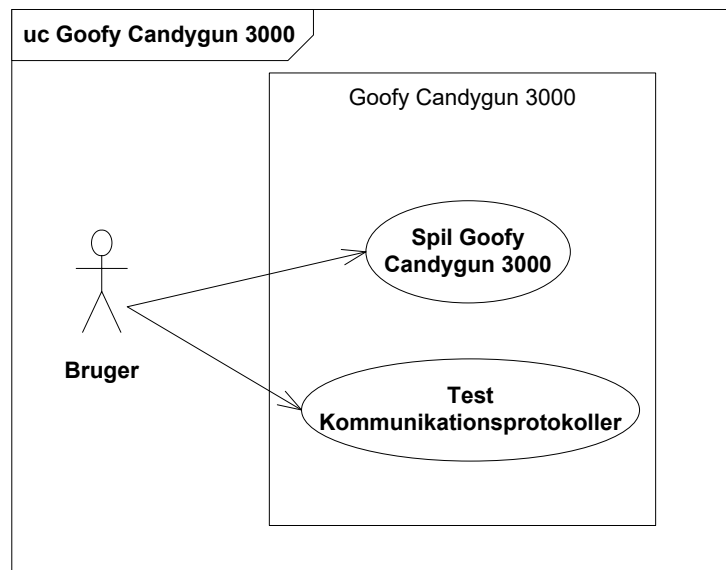 uc Goofy Candygun 3000
Goofy Candygun 3000
Spil Goofy
Candygun 3000
Bruger
Test
Kommunikationsprotokoller